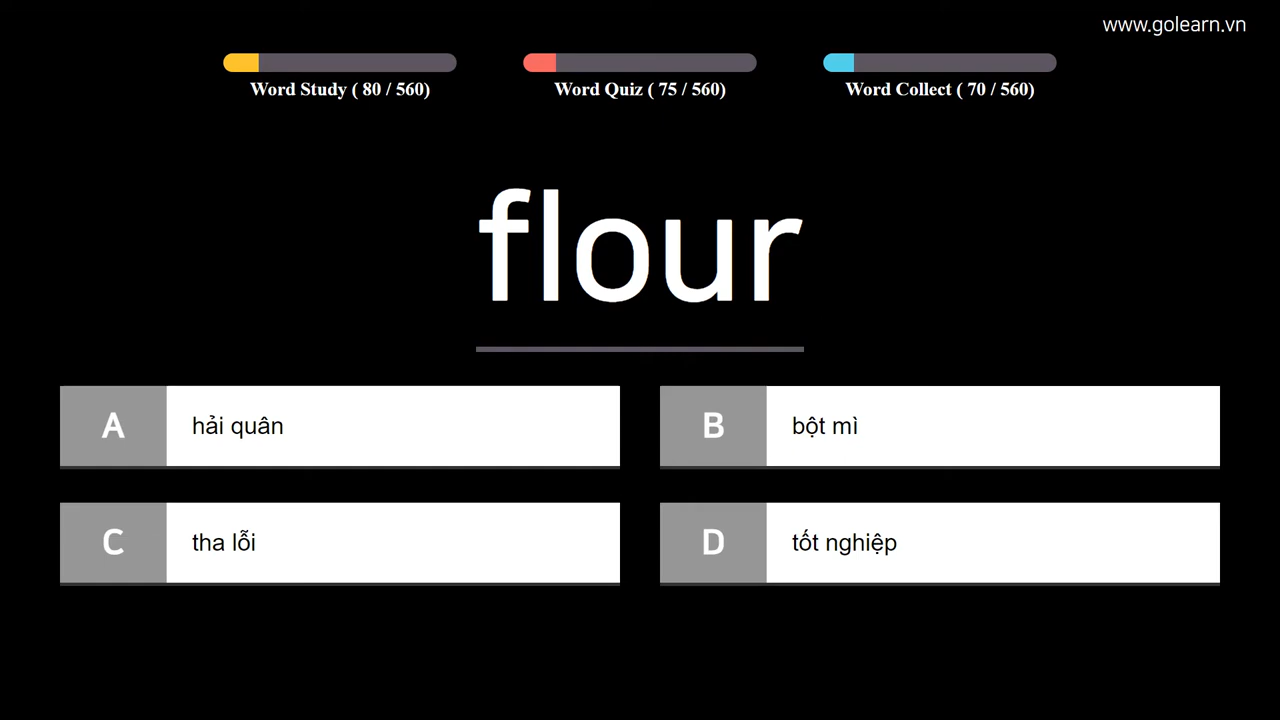 www.golearn.vn
Word Study ( 80 / 560)
Word Quiz ( 75 / 560)
Word Collect ( 70 / 560)
flour
A hải quân
B bột mì
C tha lỗi
D tốt nghiệp